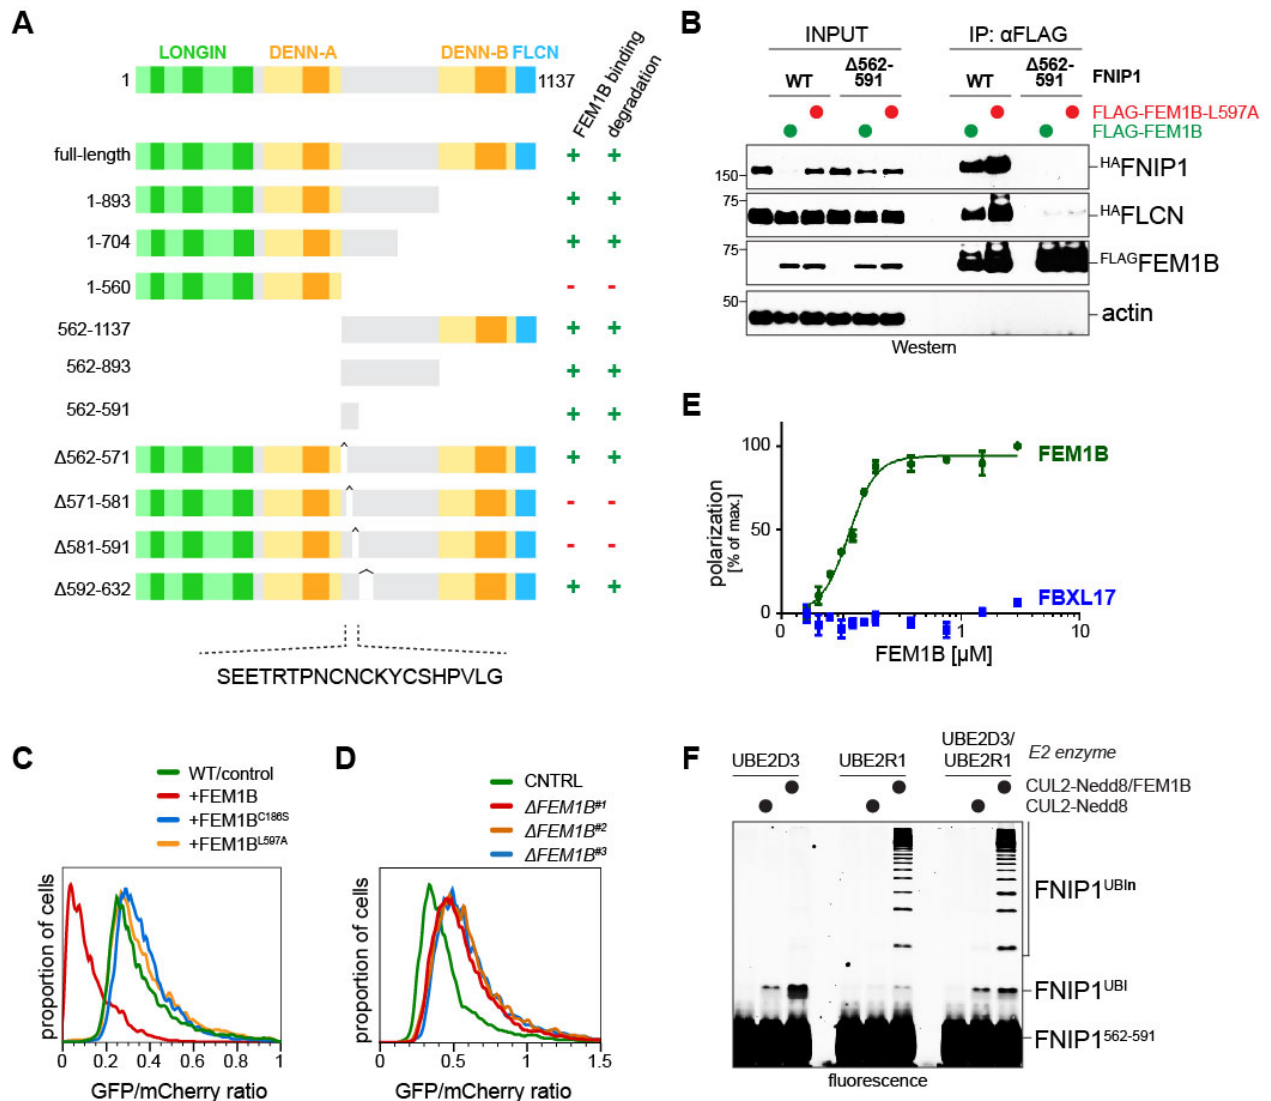 A
LONGIN DENN-A DENN-B FLCN
1 1137
FEM1B binding
degradation
full-length + +
1-893 + +
1-704 + +
1-560 - -
562-1137 + +
562-893 + +
562-591 + +
Δ562-571 + +
Δ571-581 - -
Δ581-591 - -
Δ592-632 + +
SEETRTPNCNCKYCSHPVLG
B
INPUT IP: αFLAG
WT Δ562-591 WT Δ562-591 FNIP1
FLAG-FEM1B-L597A
FLAG-FEM1B
150 HAFNIP1
75 HAFLCN
75 FLAGFEM1B
50 actin
Western
E
100
50
0
polarization
[% of max.]
FEM1B
FBXL17
0 1 10
FEM1B [µM]
C
WT/control
+FEM1B
+FEM1BC186S
+FEM1BL597A
proportion of cells
0 0.2 0.4 0.6 0.8 1
GFP/mCherry ratio
D
CNTRL
ΔFEM1B#1
ΔFEM1B#2
ΔFEM1B#3
proportion of cells
0 0.5 1 1.5
GFP/mCherry ratio
F
UBE2D3 UBE2R1 UBE2D3/UBE2R1 E2 enzyme
CUL2-Nedd8/FEM1B
CUL2-Nedd8
FNIP1UBIn
FNIP1UBI
FNIP1562-591
fluorescence